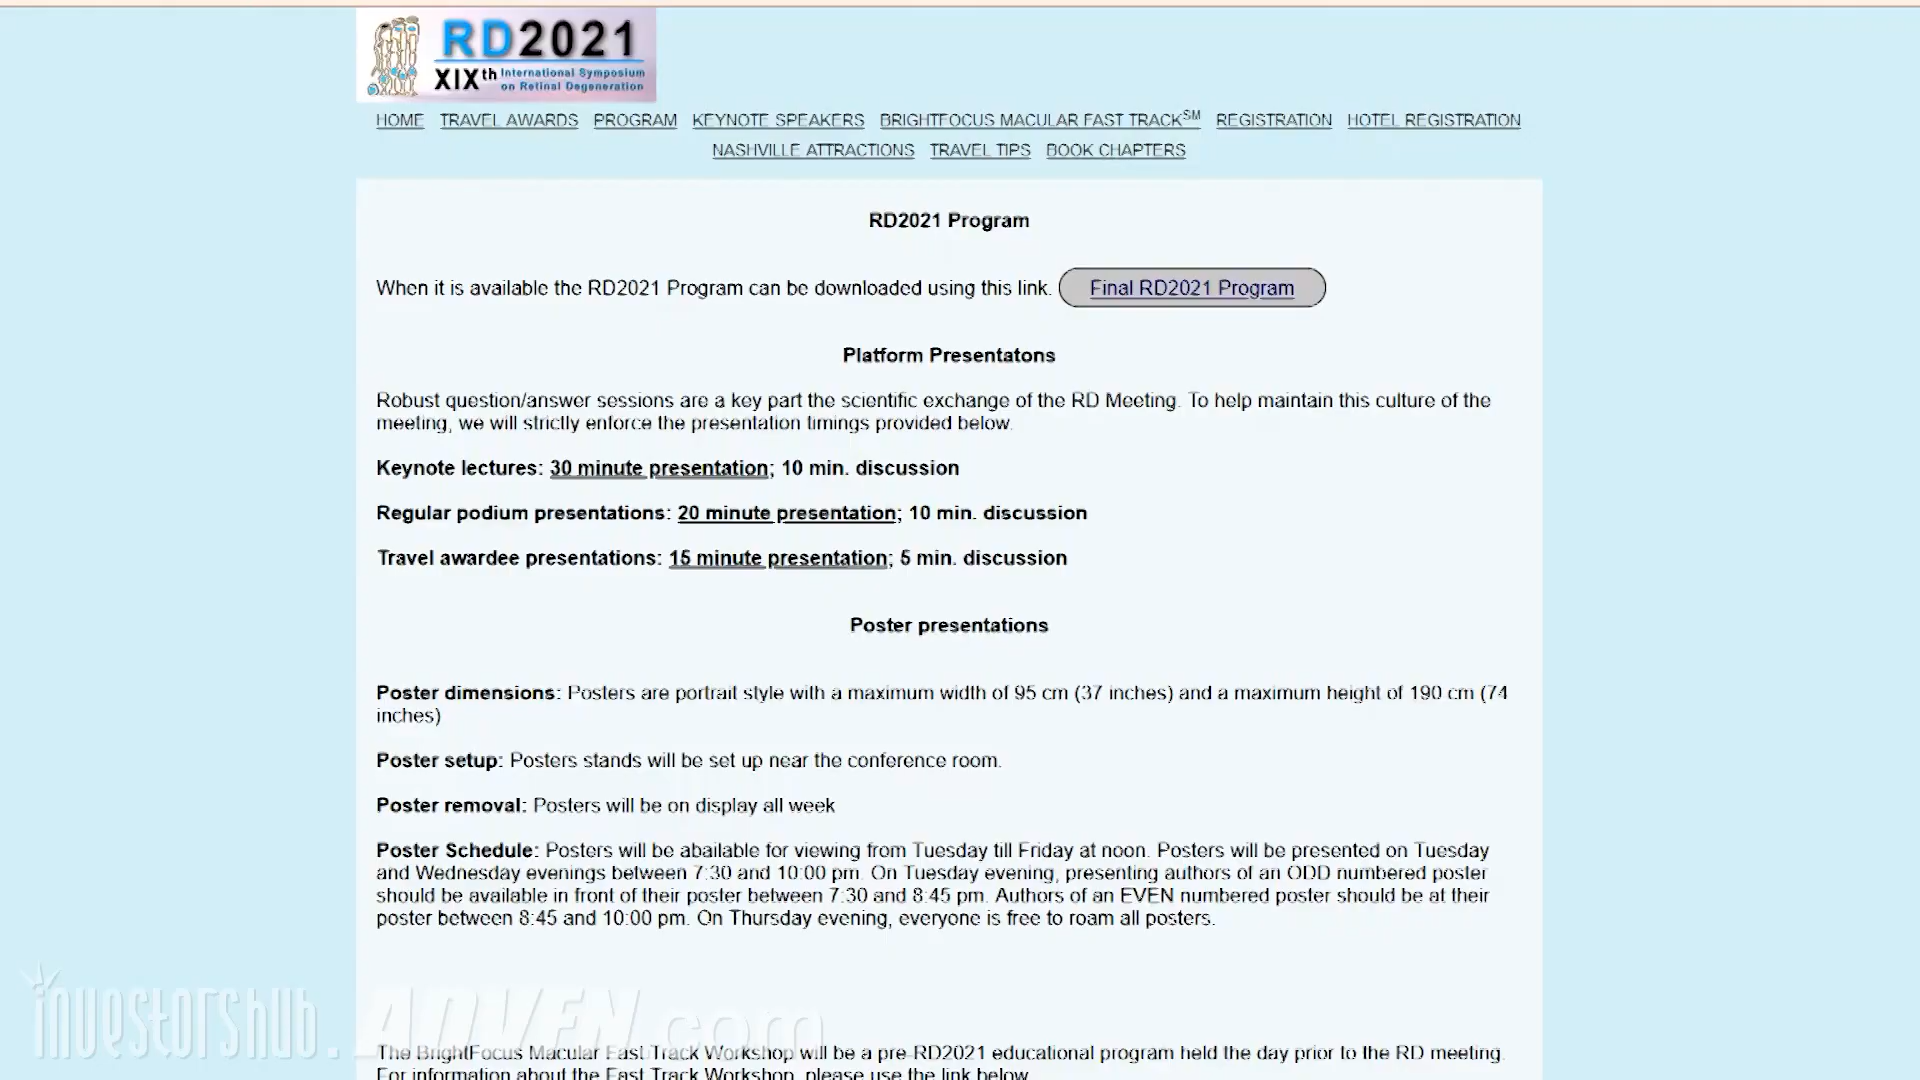 RD2021
XIXth International Symposium
on Retinal Degeneration
HOME TRAVEL AWARDS PROGRAM KEYNOTE SPEAKERS BRIGHTFOCUS MACULAR FAST TRACKSM REGISTRATION HOTEL REGISTRATION
NASHVILLE ATTRACTIONS TRAVEL TIPS BOOK CHAPTERS
RD2021 Program
When it is available the RD2021 Program can be downloaded using this link. Final RD2021 Program
Platform Presentatons
Robust question/answer sessions are a key part the scientific exchange of the RD Meeting. To help maintain this culture of the
meeting, we will strictly enforce the presentation timings provided below.
Keynote lectures: 30 minute presentation; 10 min. discussion
Regular podium presentations: 20 minute presentation; 10 min. discussion
Travel awardee presentations: 15 minute presentation; 5 min. discussion
Poster presentations
Poster dimensions: Posters are portrait style with a maximum width of 95 cm (37 inches) and a maximum height of 190 cm (74
inches)
Poster setup: Posters stands will be set up near the conference room.
Poster removal: Posters will be on display all week
Poster Schedule: Posters will be abailable for viewing from Tuesday till Friday at noon. Posters will be presented on Tuesday
and Wednesday evenings between 7:30 and 10:00 pm. On Tuesday evening, presenting authors of an ODD numbered poster
should be available in front of their poster between 7:30 and 8:45 pm. Authors of an EVEN numbered poster should be at their
poster between 8:45 and 10:00 pm. On Thursday evening, everyone is free to roam all posters.
investorshub.ADVFN.com
The BrightFocus Macular Fast Track Workshop will be a pre-RD2021 educational program held the day prior to the RD meeting.
For information about the Fast Track Workshop, please use the link below